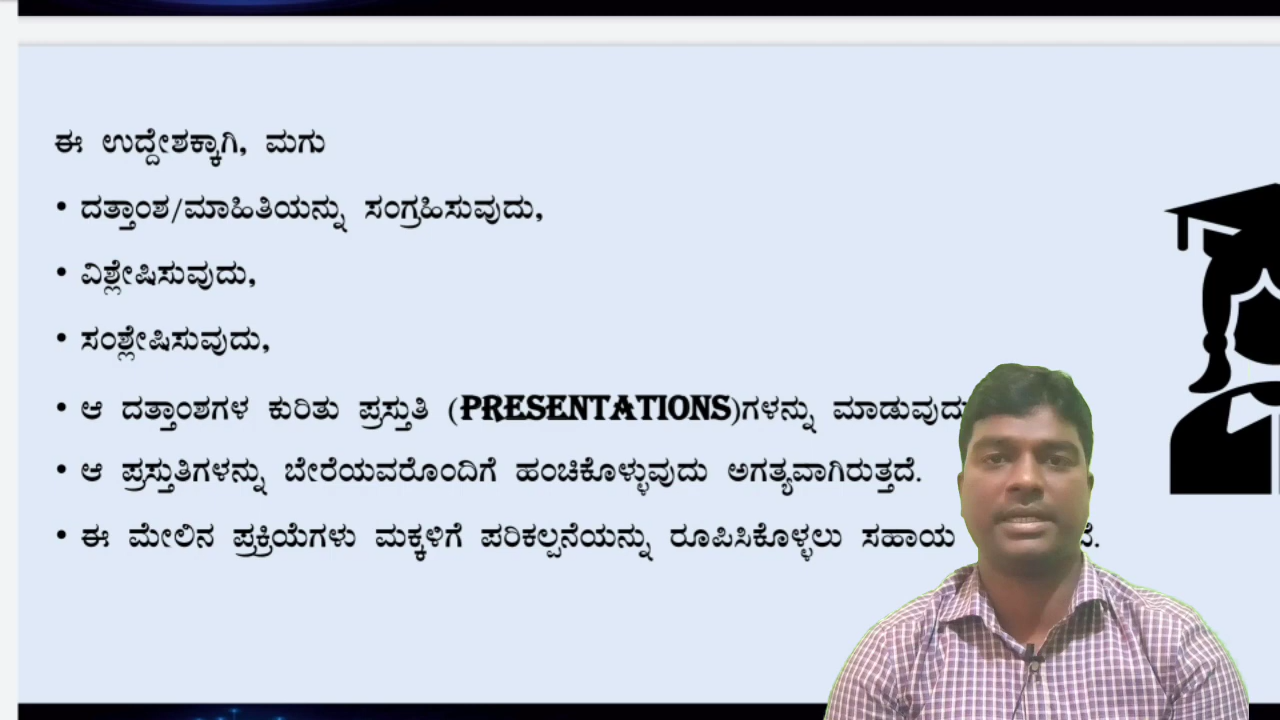 ಈ ಉದ್ದೇಶಕ್ಕಾಗಿ, ಮಗು
• ದತ್ತಾಂಶ/ಮಾಹಿತಿಯನ್ನು ಸಂಗ್ರಹಿಸುವುದು,
• ವಿಶ್ಲೇಷಿಸುವುದು,
• ಸಂಶ್ಲೇಷಿಸುವುದು,
• ಆ ದತ್ತಾಂಶಗಳ ಕುರಿತು ಪ್ರಸ್ತುತಿ (PRESENTATIONS)ಗಳನ್ನು ಮಾಡುವುದು
• ಆ ಪ್ರಸ್ತುತಿಗಳನ್ನು ಬೇರೆಯವರೊಂದಿಗೆ ಹಂಚಿಕೊಳ್ಳುವುದು ಅಗತ್ಯವಾಗಿರುತ್ತದೆ.
• ಈ ಮೇಲಿನ ಪ್ರಕ್ರಿಯೆಗಳು ಮಕ್ಕಳಿಗೆ ಪರಿಕಲ್ಪನೆಯನ್ನು ರೂಪಿಸಿಕೊಳ್ಳಲು ಸಹಾಯ